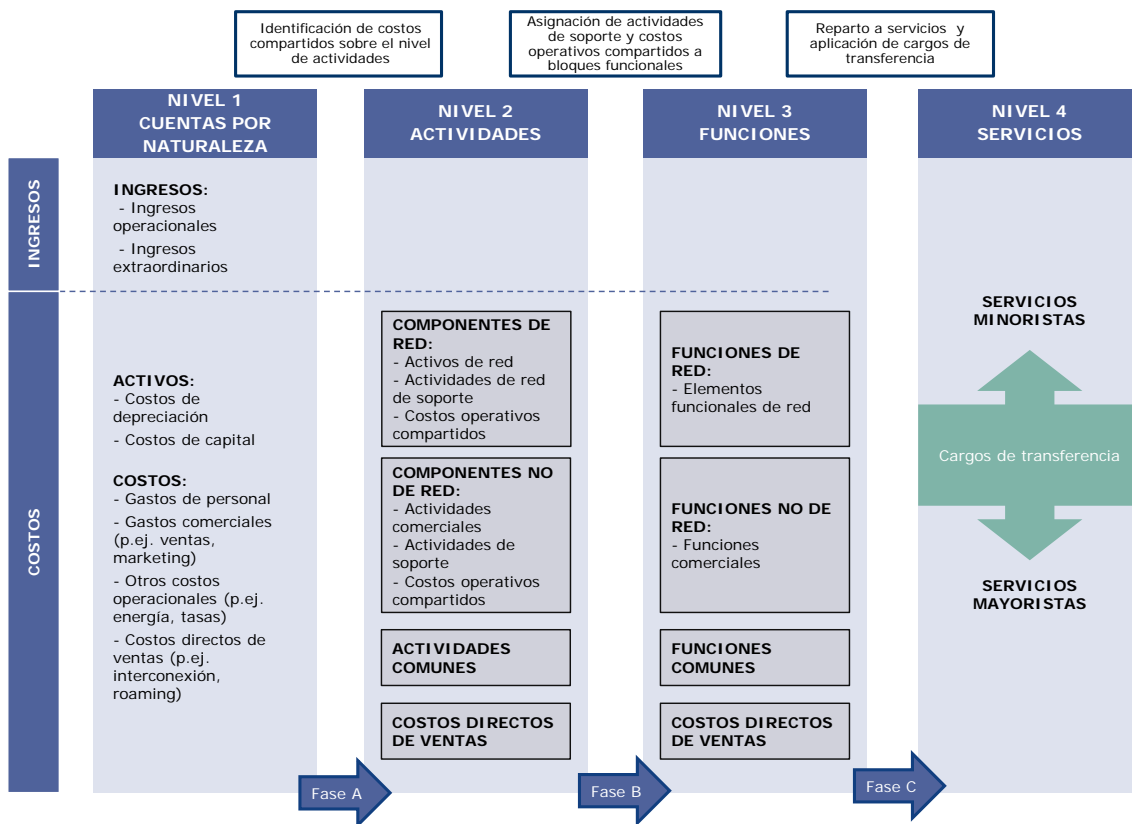 Identificación de costos
compartidos sobre el nivel
de actividades
Asignación de actividades
de soporte y costos
operativos compartidos a
bloques funcionales
Reparto a servicios y
aplicación de cargos de
transferencia
NIVEL 1
CUENTAS POR
NATURALEZA
NIVEL 2
ACTIVIDADES
NIVEL 3
FUNCIONES
NIVEL 4
SERVICIOS
INGRESOS
INGRESOS:
- Ingresos
operacionales
- Ingresos
extraordinarios
COSTOS
ACTIVOS:
- Costos de
depreciación
- Costos de capital
COSTOS:
- Gastos de personal
- Gastos comerciales
(p.ej. ventas,
marketing)
- Otros costos
operacionales (p.ej.
energía, tasas)
- Costos directos de
ventas (p.ej.
interconexión,
roaming)
COMPONENTES DE
RED:
- Activos de red
- Actividades de red
de soporte
- Costos operativos
compartidos
COMPONENTES NO
DE RED:
- Actividades
comerciales
- Actividades de
soporte
- Costos operativos
compartidos
ACTIVIDADES
COMUNES
COSTOS DIRECTOS
DE VENTAS
FUNCIONES DE
RED:
- Elementos
funcionales de red
FUNCIONES NO DE
RED:
- Funciones
comerciales
FUNCIONES
COMUNES
COSTOS DIRECTOS
DE VENTAS
SERVICIOS
MINORISTAS
Cargos de transferencia
SERVICIOS
MAYORISTAS
Fase A
Fase B
Fase C